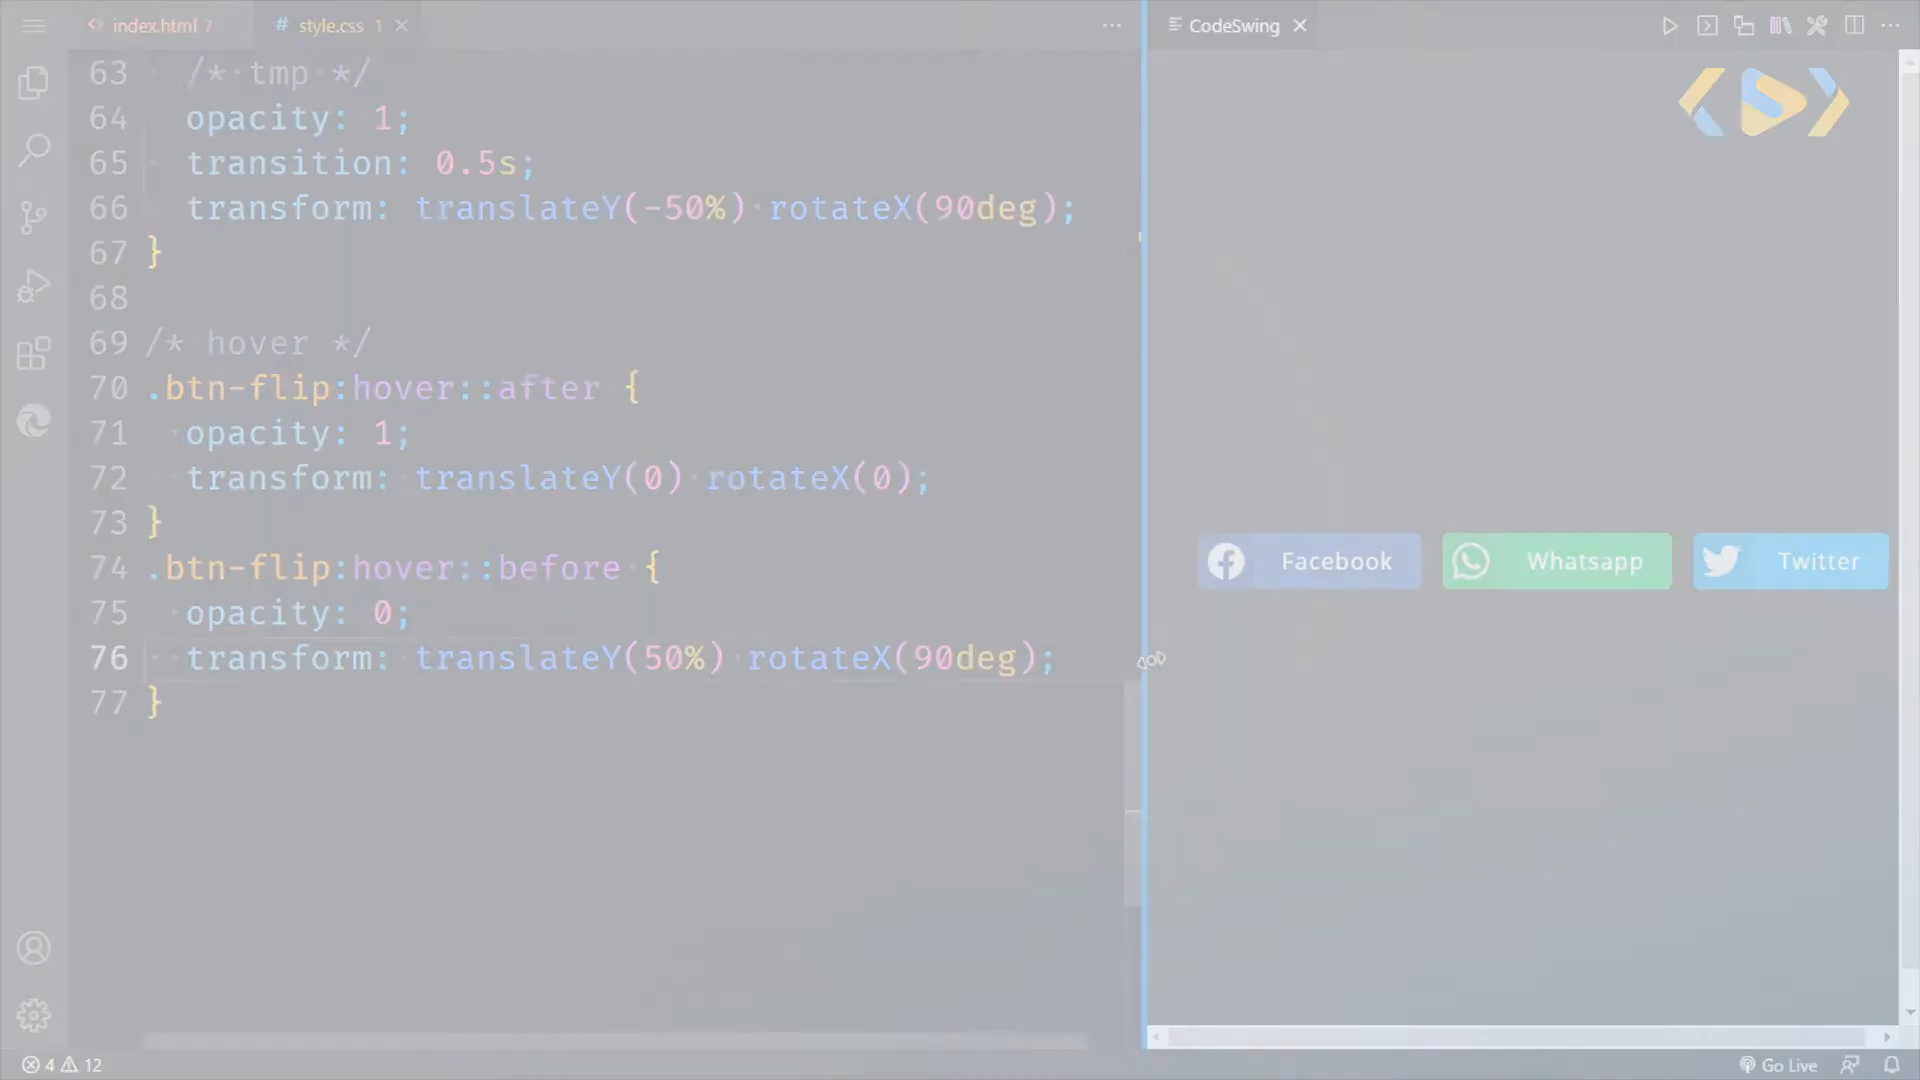 index.html 7
# style.css 1
CodeSwing
63 /* tmp */
64 opacity: 1;
65 transition: 0.5s;
66 transform: translateY(-50%) rotateX(90deg);
67 }
68
69 /* hover */
70 .btn-flip:hover::after {
71 opacity: 1;
72 transform: translateY(0) rotateX(0);
73 }
74 .btn-flip:hover::before {
75 opacity: 0;
76 transform: translateY(50%) rotateX(90deg);
77 }
Facebook
Whatsapp
Twitter
4 12
Go Live